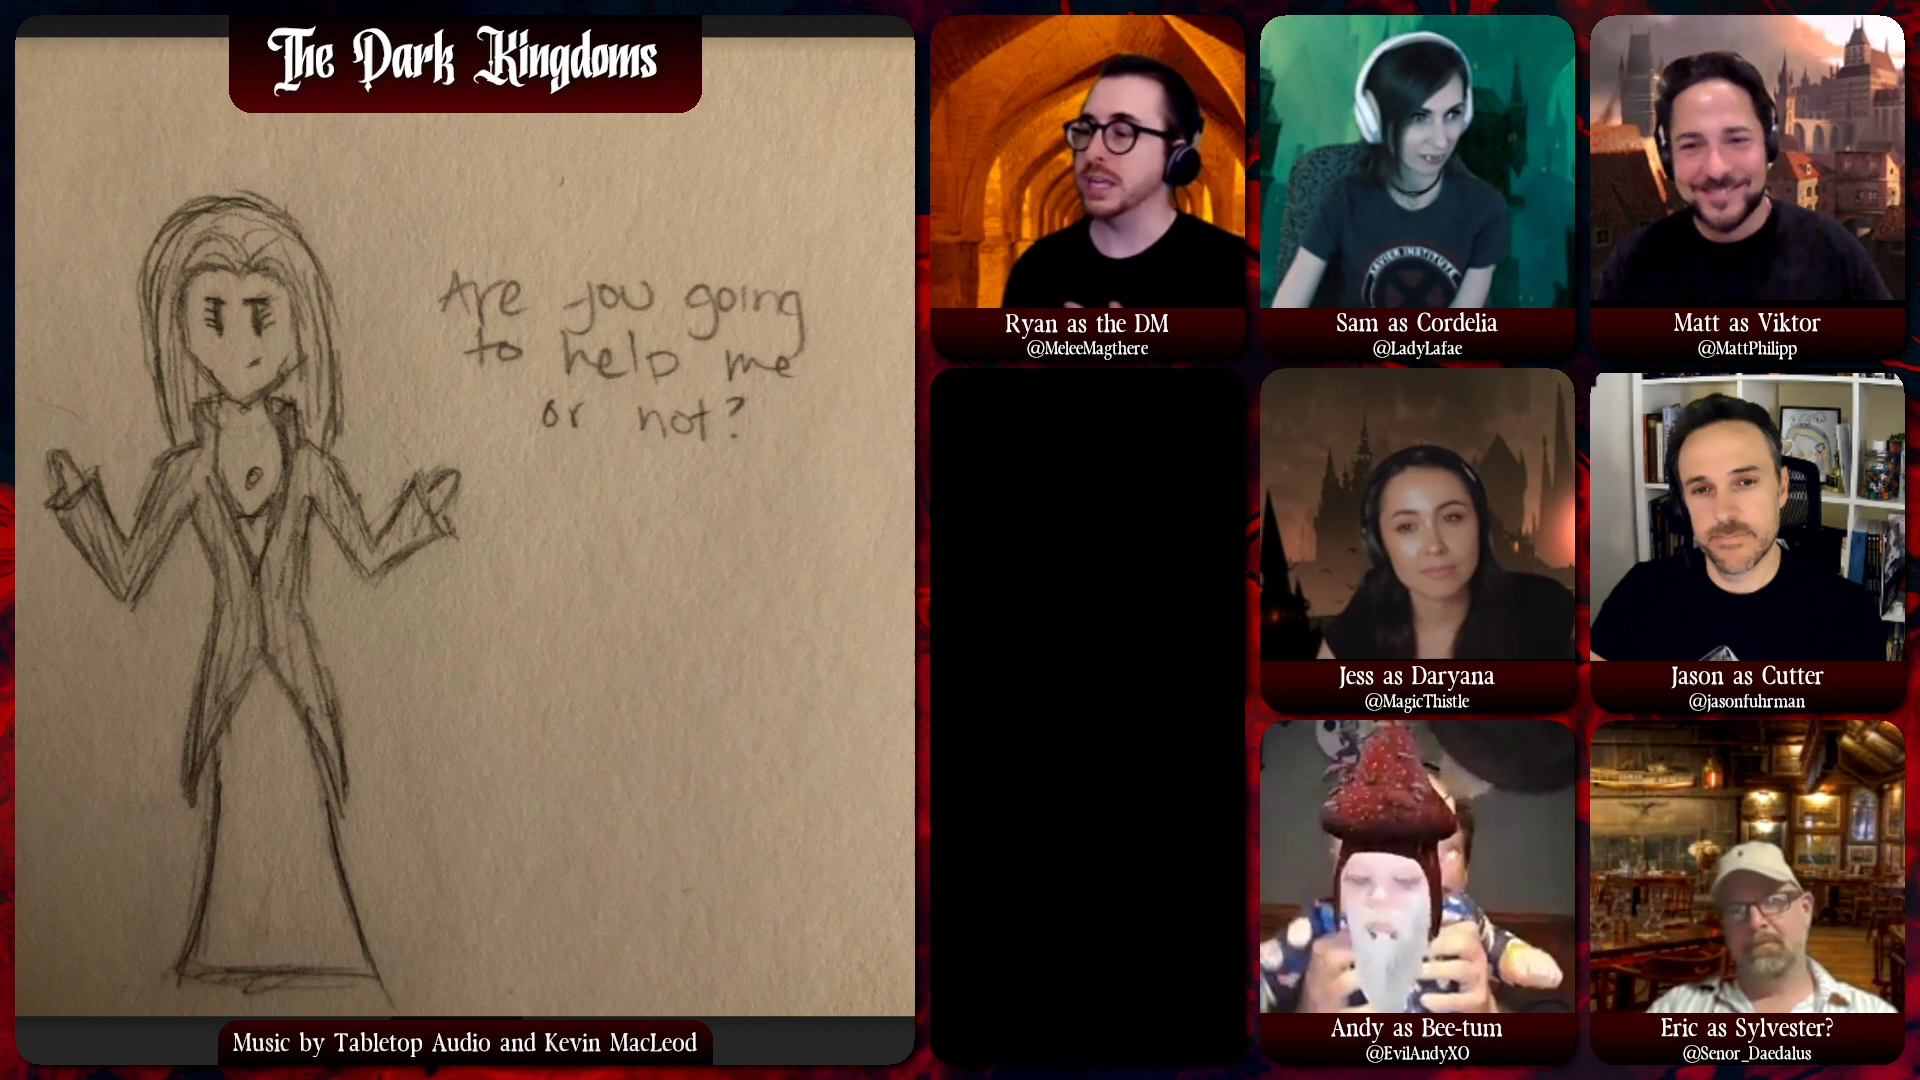 The Dark Kingdoms
Are you going
to help me
or not?
Music by Tabletop Audio and Kevin MacLeod
Ryan as the DM
@MeleeMagthere
Sam as Cordelia
@LadyLafae
XAVIER INSTITUTE
Matt as Viktor
@MattPhilipp
Jess as Daryana
@MagicThistle
Jason as Cutter
@jasonfuhrman
Andy as Bee-tum
@EvilAndyXO
Eric as Sylvester?
@Senor_Daedalus